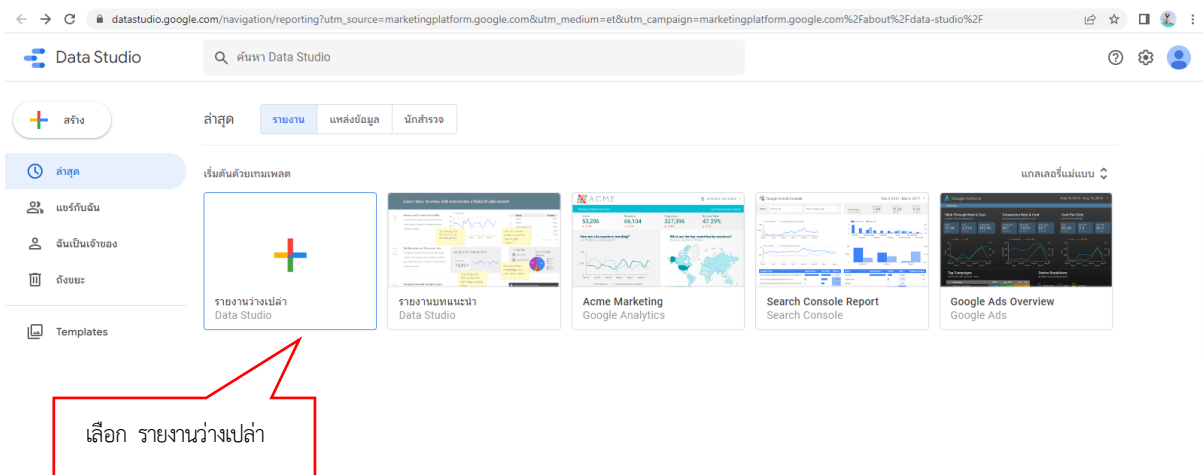 datastudio.google.com/navigation/reporting?utm_source=marketingplatform.google.com&utm_medium=et&utm_campaign=marketingplatform.google.com%2Fabout%2Fdata-studio%2F
Data Studio
ค้นหา Data Studio
สร้าง
ล่าสุด
รายงาน
แหล่งข้อมูล
นักสำรวจ
ล่าสุด
แชร์กับฉัน
ฉันเป็นเจ้าของ
ถังขยะ
Templates
เริ่มต้นด้วยเทมเพลต
แกลเลอรี่แม่แบบ
รายงานว่างเปล่า
Data Studio
รายงานบทแนะนำ
Data Studio
ACME
53,206
66,194
327,396
47.29%
Acme Marketing
Google Analytics
Search Console Report
Search Console
Google Ads Overview
Google Ads
เลือก รายงานว่างเปล่า